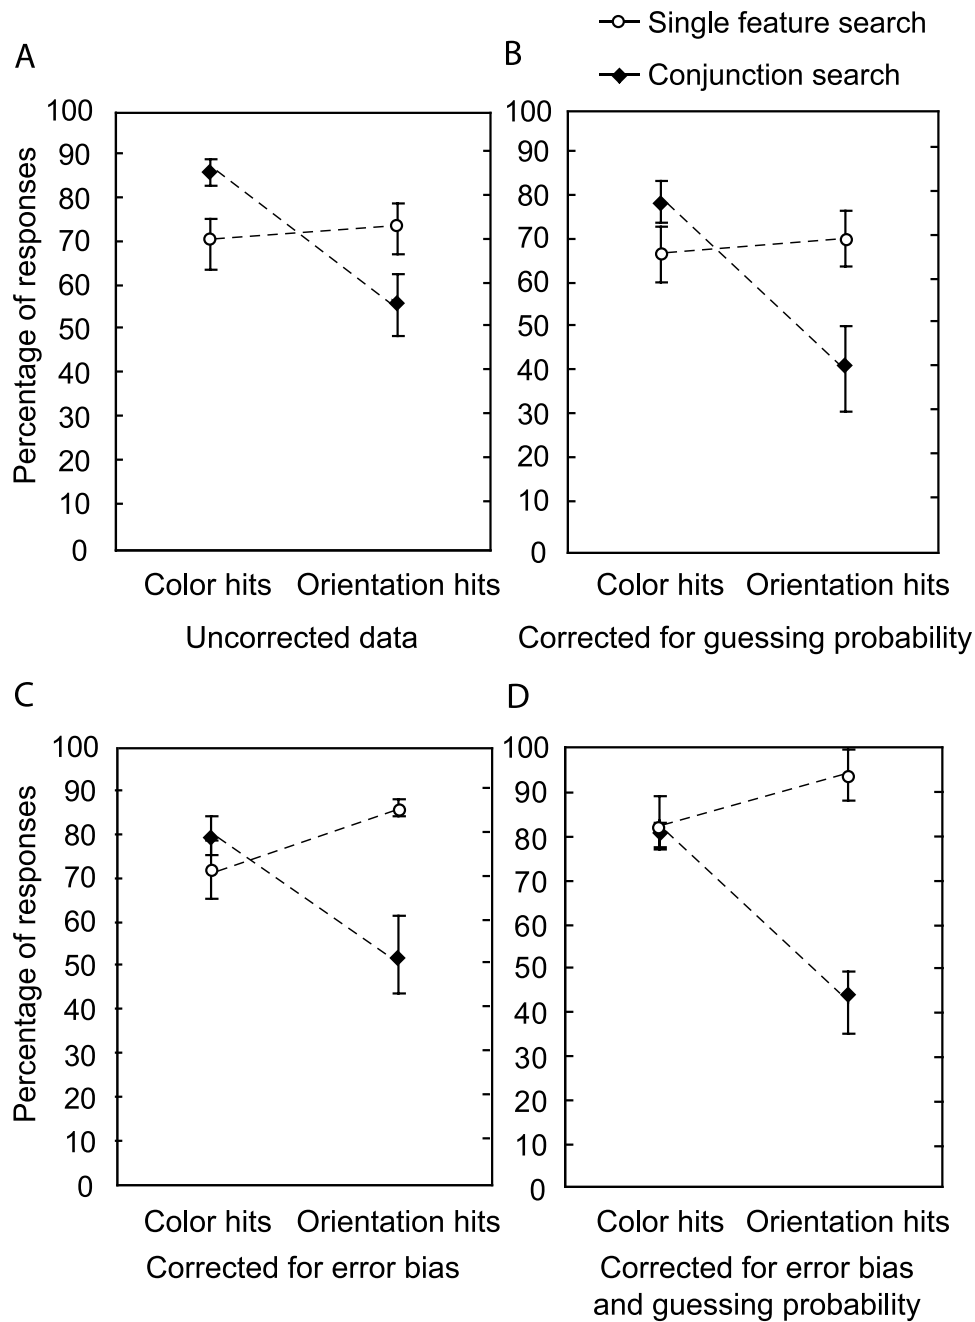 Single feature search
Conjunction search
A
B
Percentage of responses
100
90
80
70
60
50
40
30
20
10
0
Color hits
Orientation hits
Uncorrected data
100
90
80
70
60
50
40
30
20
10
0
Color hits
Orientation hits
Corrected for guessing probability
C
D
Percentage of responses
100
90
80
70
60
50
40
30
20
10
0
Color hits
Orientation hits
Corrected for error bias
100
90
80
70
60
50
40
30
20
10
0
Color hits
Orientation hits
Corrected for error bias
and guessing probability